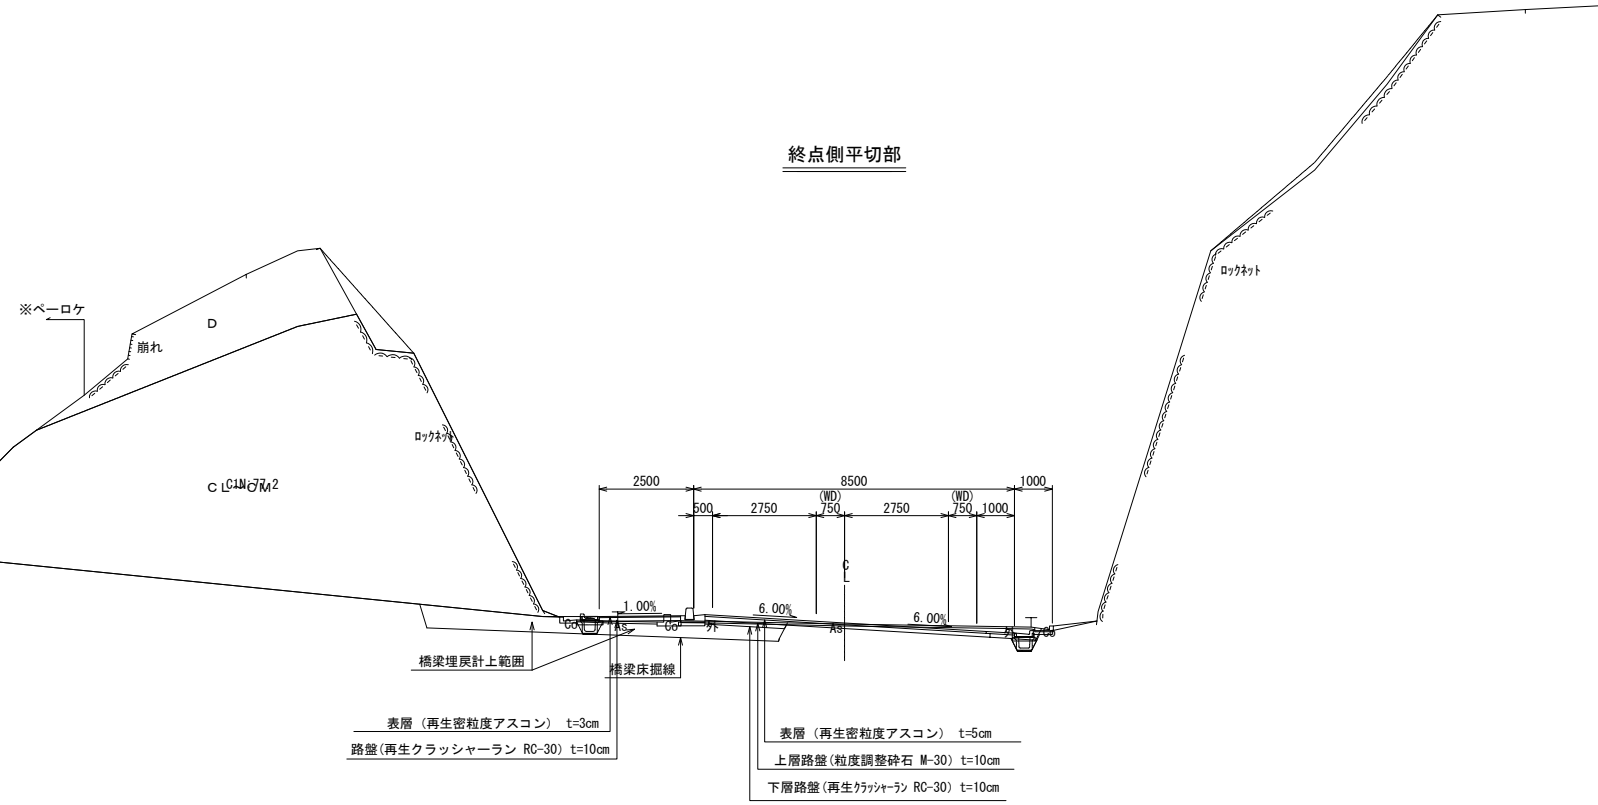 終点側平切部
ロックネット
※ペーロケ
D
崩れ
ロックネット
CL~CM
2500
8500
1000
(WD)
(WD)
500
2750
750
2750
750
1000
C
L
1.00%
6.00%
6.00%
Co
As
Co
As
Co
橋梁埋戻計上範囲
橋梁床掘線
表層（再生密粒度アスコン） t=3cm
路盤(再生クラッシャーラン RC-30) t=10cm
表層（再生密粒度アスコン） t=5cm
上層路盤(粒度調整砕石 M-30) t=10cm
下層路盤(再生クラッシャーラン RC-30) t=10cm